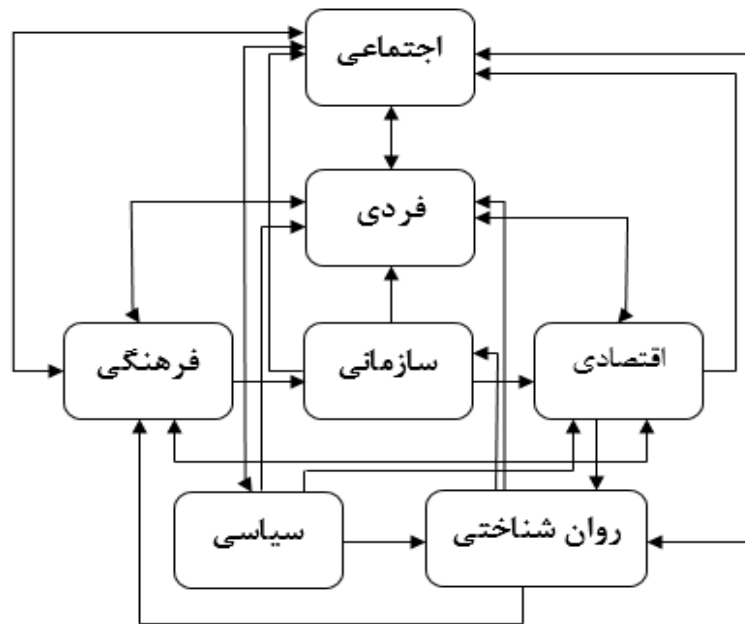 اجتماعی
فردی
اقتصادی
سازمانی
فرهنگی
روان شناختی
سیاسی